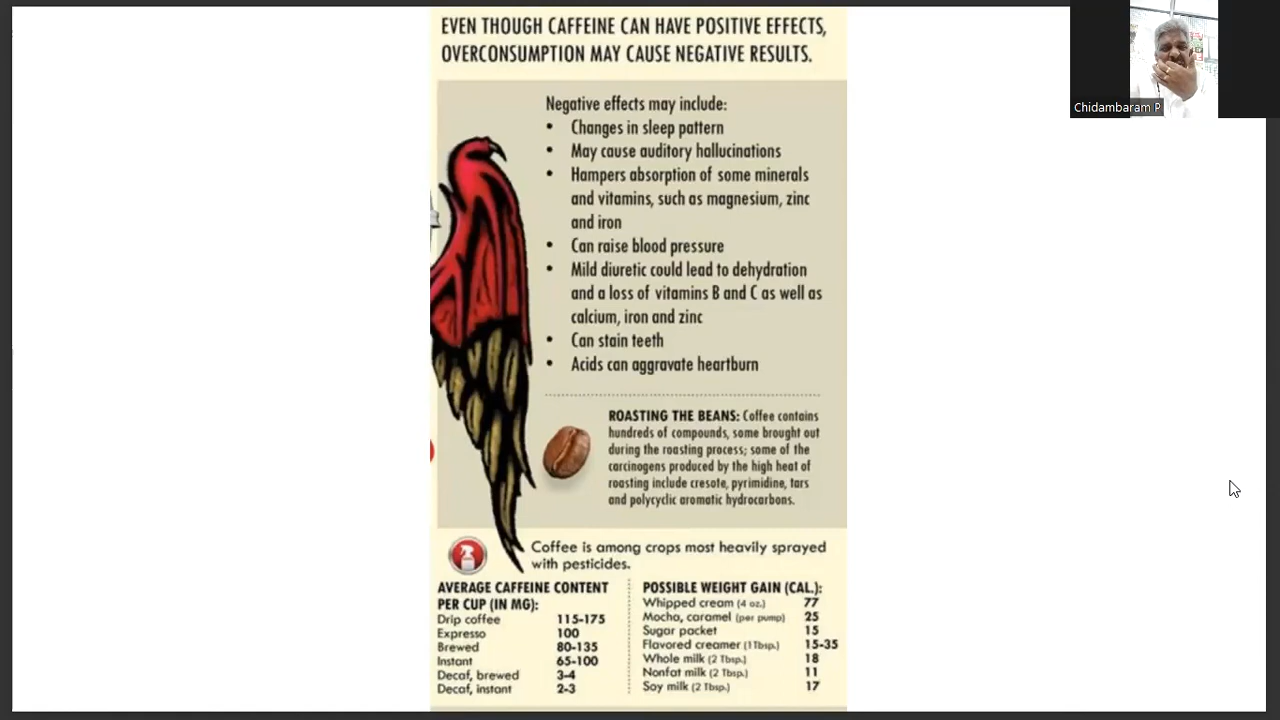 EVEN THOUGH CAFFEINE CAN HAVE POSITIVE EFFECTS,
OVERCONSUMPTION MAY CAUSE NEGATIVE RESULTS.
Negative effects may include:
• Changes in sleep pattern
• May cause auditory hallucinations
• Hampers absorption of some minerals
and vitamins, such as magnesium, zinc
and iron
• Can raise blood pressure
• Mild diuretic could lead to dehydration
and a loss of vitamins B and C as well as
calcium, iron and zinc
• Can stain teeth
• Acids can aggravate heartburn
ROASTING THE BEANS: Coffee contains
hundreds of compounds, some brought out
during the roasting process; some of the
carcinogens produced by the high heat of
roasting include cresote, pyrimidine, tars
and polycyclic aromatic hydrocarbons.
Coffee is among crops most heavily sprayed
with pesticides.
AVERAGE CAFFEINE CONTENT
PER CUP (IN MG):
Drip coffee 115-175
Expresso 100
Brewed 80-135
Instant 65-100
Decaf, brewed 3-4
Decaf, instant 2-3
POSSIBLE WEIGHT GAIN (CAL.):
Whipped cream (4 oz.) 77
Mocha, caramel (per pump) 25
Sugar packet 15
Flavored creamer (1 Tbsp.) 15-35
Whole milk (2 Tbsp.) 18
Nonfat milk (2 Tbsp.) 11
Soy milk (2 Tbsp.) 17
Chidambaram P